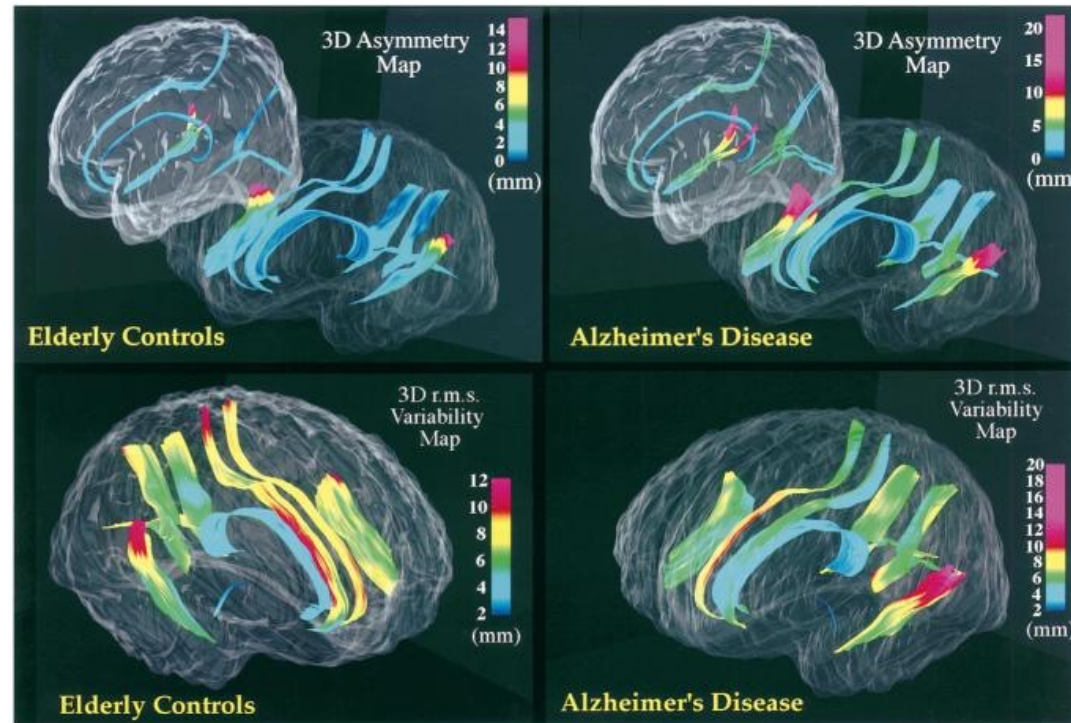 3D Asymmetry
Map
14
12
10
8
6
4
2
0
(mm)
Elderly Controls
3D Asymmetry
Map
20
15
10
5
0
(mm)
Alzheimer's Disease
3D r.m.s.
Variability
Map
12
10
8
6
4
2
(mm)
Elderly Controls
3D r.m.s.
Variability
Map
20
18
16
14
12
10
8
6
4
2
(mm)
Alzheimer's Disease